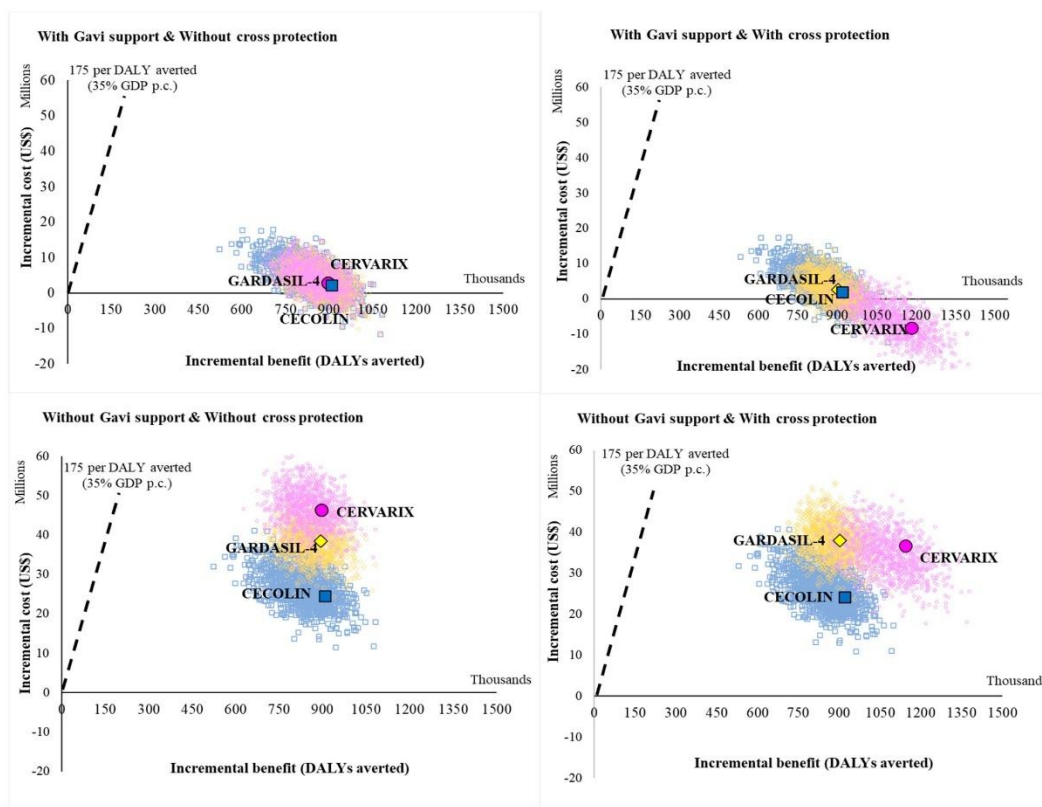 With Gavi support & Without cross protection
175 per DALY averted
(35% GDP p.c.)
Millions
Incremental cost (US$)
60
50
40
30
20
10
0
-10
-20
CERVARIX
GARDASIL-4
CECOLIN
Thousands
0 150 300 450 600 750 900 1050 1200 1350 1500
Incremental benefit (DALYs averted)
With Gavi support & With cross protection
175 per DALY averted
(35% GDP p.c.)
Millions
Incremental cost (US$)
60
50
40
30
20
10
0
-10
-20
GARDASIL-4
CECOLIN
CERVARIX
Thousands
0 150 300 450 600 750 900 1050 1200 1350 1500
Incremental benefit (DALYs averted)
Without Gavi support & Without cross protection
175 per DALY averted
(35% GDP p.c.)
Millions
Incremental cost (US$)
60
50
40
30
20
10
0
-10
-20
CERVARIX
GARDASIL-4
CECOLIN
Thousands
0 150 300 450 600 750 900 1050 1200 1350 1500
Incremental benefit (DALYs averted)
Without Gavi support & With cross protection
175 per DALY averted
(35% GDP p.c.)
Millions
Incremental cost (US$)
60
50
40
30
20
10
0
-10
-20
GARDASIL-4
CERVARIX
CECOLIN
Thousands
0 150 300 450 600 750 900 1050 1200 1350 1500
Incremental benefit (DALYs averted)